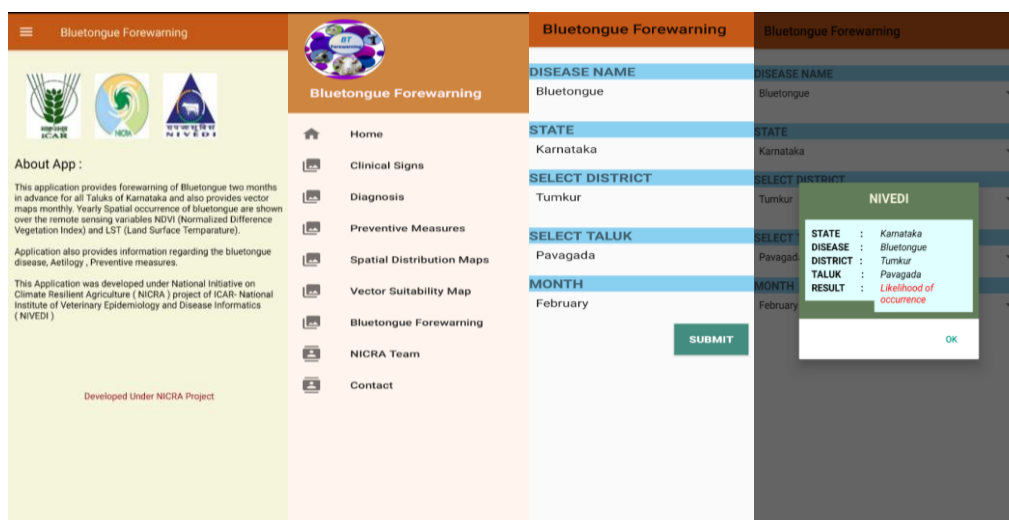 Bluetongue Forewarning
ICAR
NICRA
NIVEDI
About App :
This application provides forewarning of Bluetongue two months
in advance for all Taluks of Karnataka and also provides vector
maps monthly. Yearly Spatial occurrence of bluetongue are shown
over the remote sensing variables NDVI (Normalized Difference
Vegetation Index) and LST (Land Surface Temparature).
Application also provides information regarding the bluetongue
disease, Aetilogy , Preventive measures.
This Application was developed under National Initiative on
Climate Resilient Agriculture ( NICRA ) project of ICAR- National
Institute of Veterinary Epidemiology and Disease Informatics
( NIVEDI )
Developed Under NICRA Project
BT
Forewarning
Bluetongue Forewarning
Home
Clinical Signs
Diagnosis
Preventive Measures
Spatial Distribution Maps
Vector Suitability Map
Bluetongue Forewarning
NICRA Team
Contact
Bluetongue Forewarning
DISEASE NAME
Bluetongue
STATE
Karnataka
SELECT DISTRICT
Tumkur
SELECT TALUK
Pavagada
MONTH
February
SUBMIT
Bluetongue Forewarning
DISEASE NAME
Bluetongue
STATE
Karnataka
SELECT DISTRICT
Tumkur
SELECT
Pavagad
MONTH
February
NIVEDI
STATE : Karnataka
DISEASE : Bluetongue
DISTRICT : Tumkur
TALUK : Pavagada
RESULT : Likelihood of
occurrence
OK